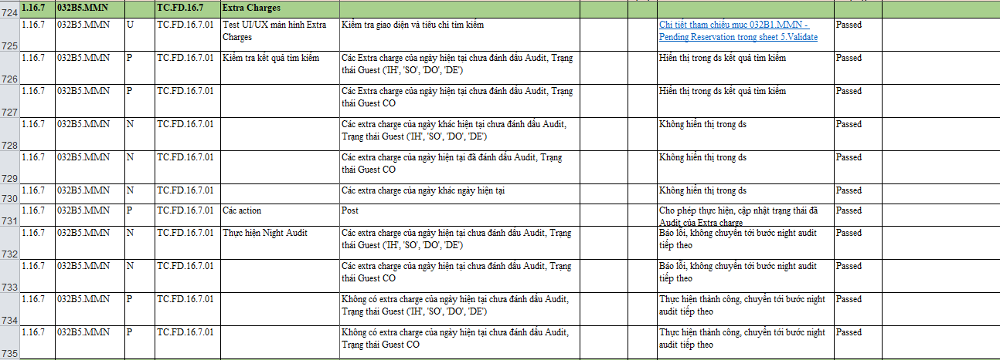 724 1.16.7 032B5.MMN TC.FD.16.7 Extra Charges
725 1.16.7 032B5.MMN U TC.FD.16.7.01 Test UI/UX màn hình Extra Charges Kiểm tra giao diện và tiêu chí tìm kiếm Chi tiết tham chiếu mục 032B1.MMN - Pending Reservation trong sheet 5.Validate Passed
726 1.16.7 032B5.MMN P TC.FD.16.7.01 Kiểm tra kết quả tìm kiếm Các Extra charge của ngày hiện tại chưa đánh dấu Audit, Trạng thái Guest ('IH', 'SO', 'DO', 'DE') Hiển thị trong ds kết quả tìm kiếm Passed
727 1.16.7 032B5.MMN P TC.FD.16.7.01 Các Extra charge của ngày hiện tại chưa đánh dấu Audit, Trạng thái Guest CO Hiển thị trong ds kết quả tìm kiếm Passed
728 1.16.7 032B5.MMN N TC.FD.16.7.01 Các extra charge của ngày khác hiện tại chưa đánh dấu Audit, Trạng thái Guest ('IH', 'SO', 'DO', 'DE') Không hiển thị trong ds Passed
729 1.16.7 032B5.MMN N TC.FD.16.7.01 Các extra charge của ngày hiện tại đã đánh dấu Audit, Trạng thái Guest CO Không hiển thị trong ds Passed
730 1.16.7 032B5.MMN N TC.FD.16.7.01 Các extra charge của ngày khác ngày hiện tại Không hiển thị trong ds Passed
731 1.16.7 032B5.MMN P TC.FD.16.7.01 Các action Post Cho phép thực hiện, cập nhật trạng thái đã Audit của Extra charge Passed
732 1.16.7 032B5.MMN N TC.FD.16.7.01 Thực hiện Night Audit Các extra charge của ngày hiện tại chưa đánh dấu Audit, Trạng thái Guest ('IH', 'SO', 'DO', 'DE') Báo lỗi, không chuyển tới bước night audit tiếp theo Passed
733 1.16.7 032B5.MMN N TC.FD.16.7.01 Các extra charge của ngày hiện tại chưa đánh dấu Audit, Trạng thái Guest CO Báo lỗi, không chuyển tới bước night audit tiếp theo Passed
734 1.16.7 032B5.MMN P TC.FD.16.7.01 Không có extra charge của ngày hiện tại chưa đánh dấu Audit, Trạng thái Guest ('IH', 'SO', 'DO', 'DE') Thực hiện thành công, chuyển tới bước night audit tiếp theo Passed
735 1.16.7 032B5.MMN P TC.FD.16.7.01 Không có extra charge của ngày hiện tại chưa đánh dấu Audit, Trạng thái Guest CO Thực hiện thành công, chuyển tới bước night audit tiếp theo Passed